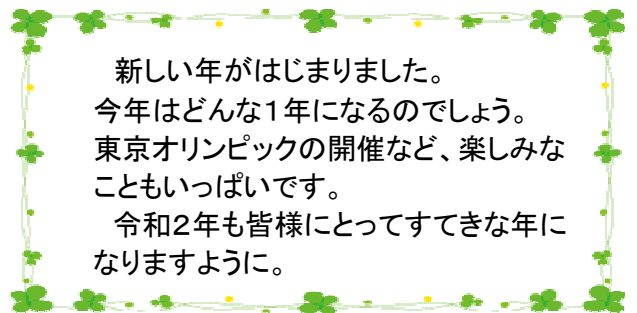 新しい年がはじまりました。
今年はどんな１年になるのでしょう。
東京オリンピックの開催など、楽しみな
こともいっぱいです。
令和２年も皆様にとってすてきな年に
なりますように。